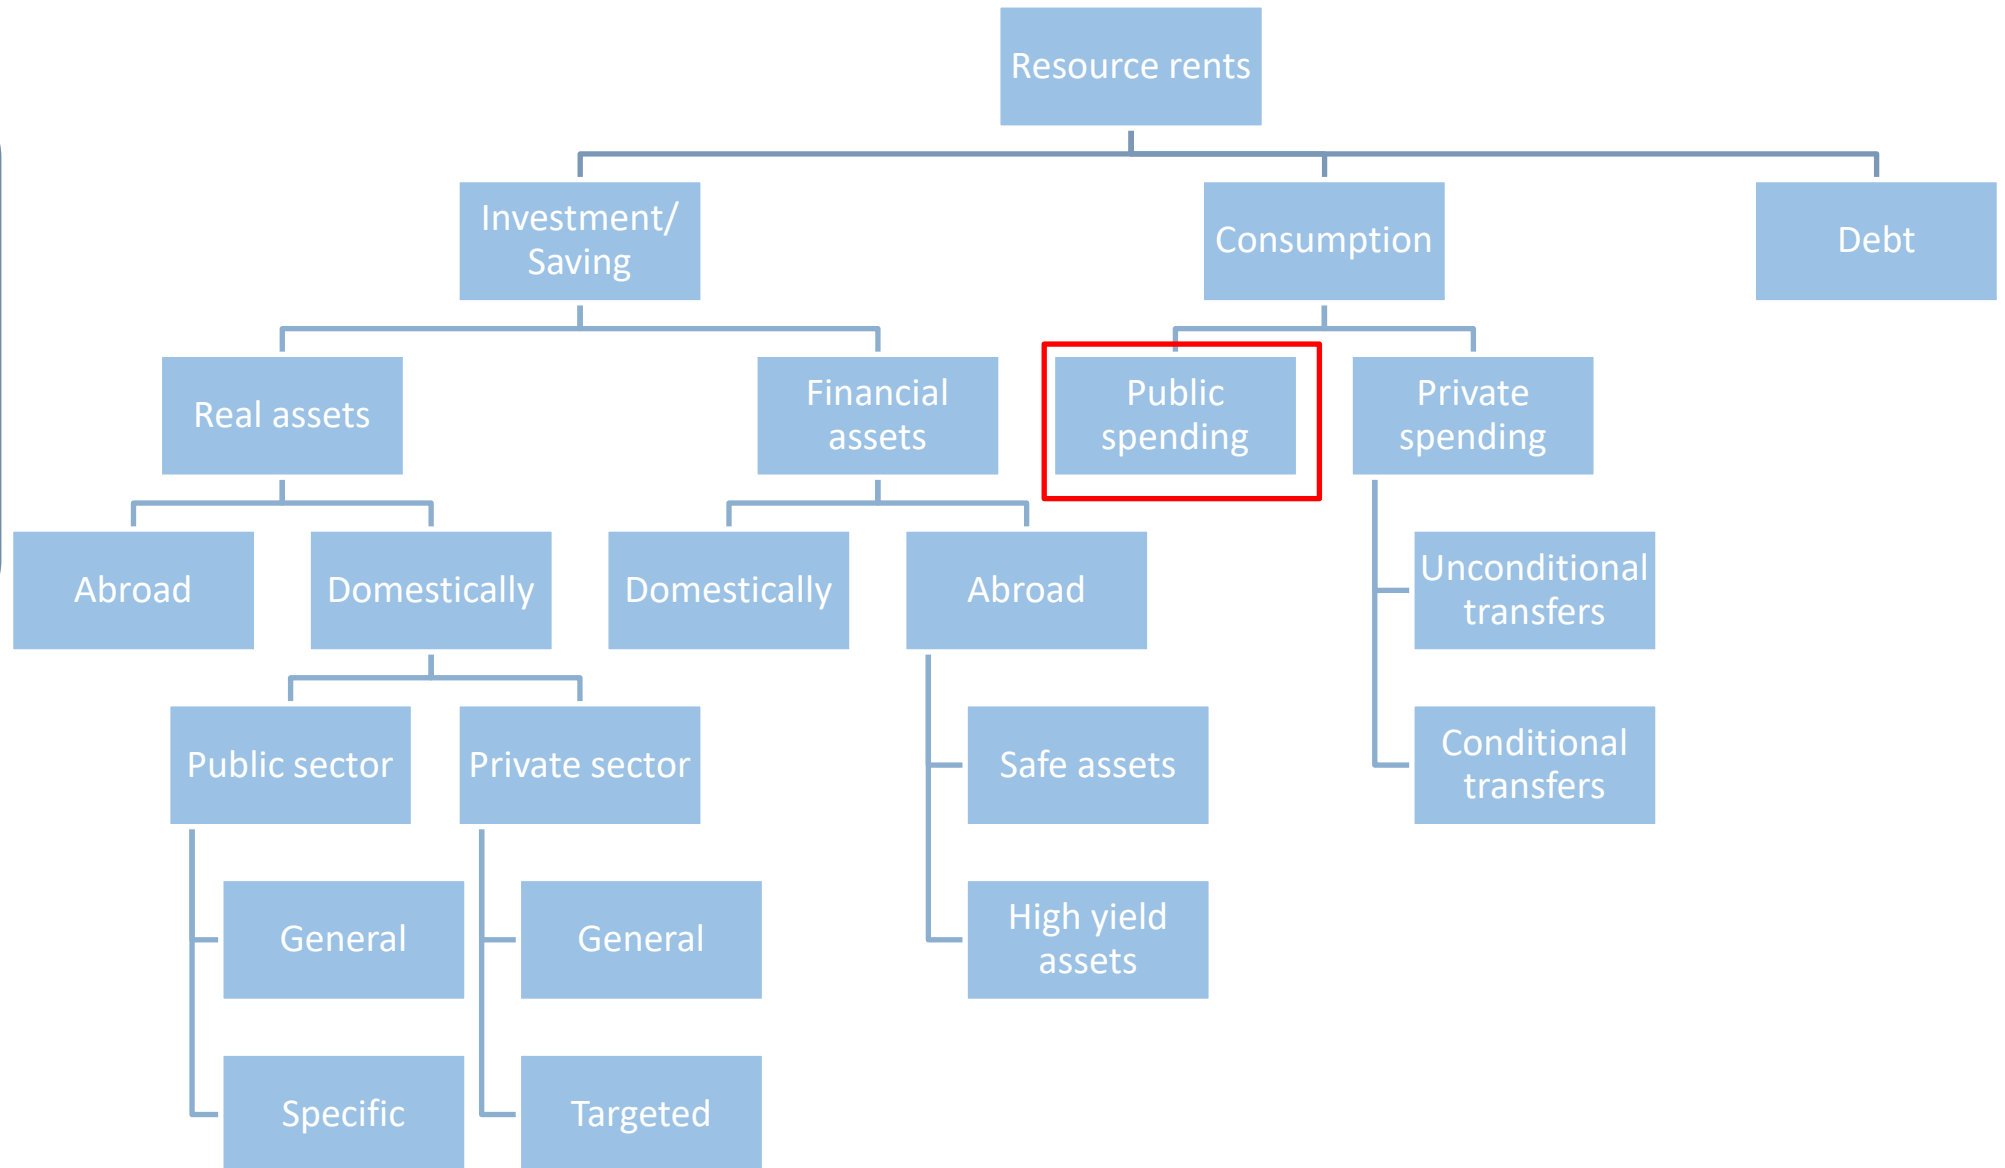 Resource rents
Investment/
Saving
Consumption
Debt
Real assets
Financial
assets
Public
spending
Private
spending
Abroad
Domestically
Domestically
Abroad
Unconditional
transfers
Public sector
Private sector
Safe assets
Conditional
transfers
General
General
High yield
assets
Specific
Targeted